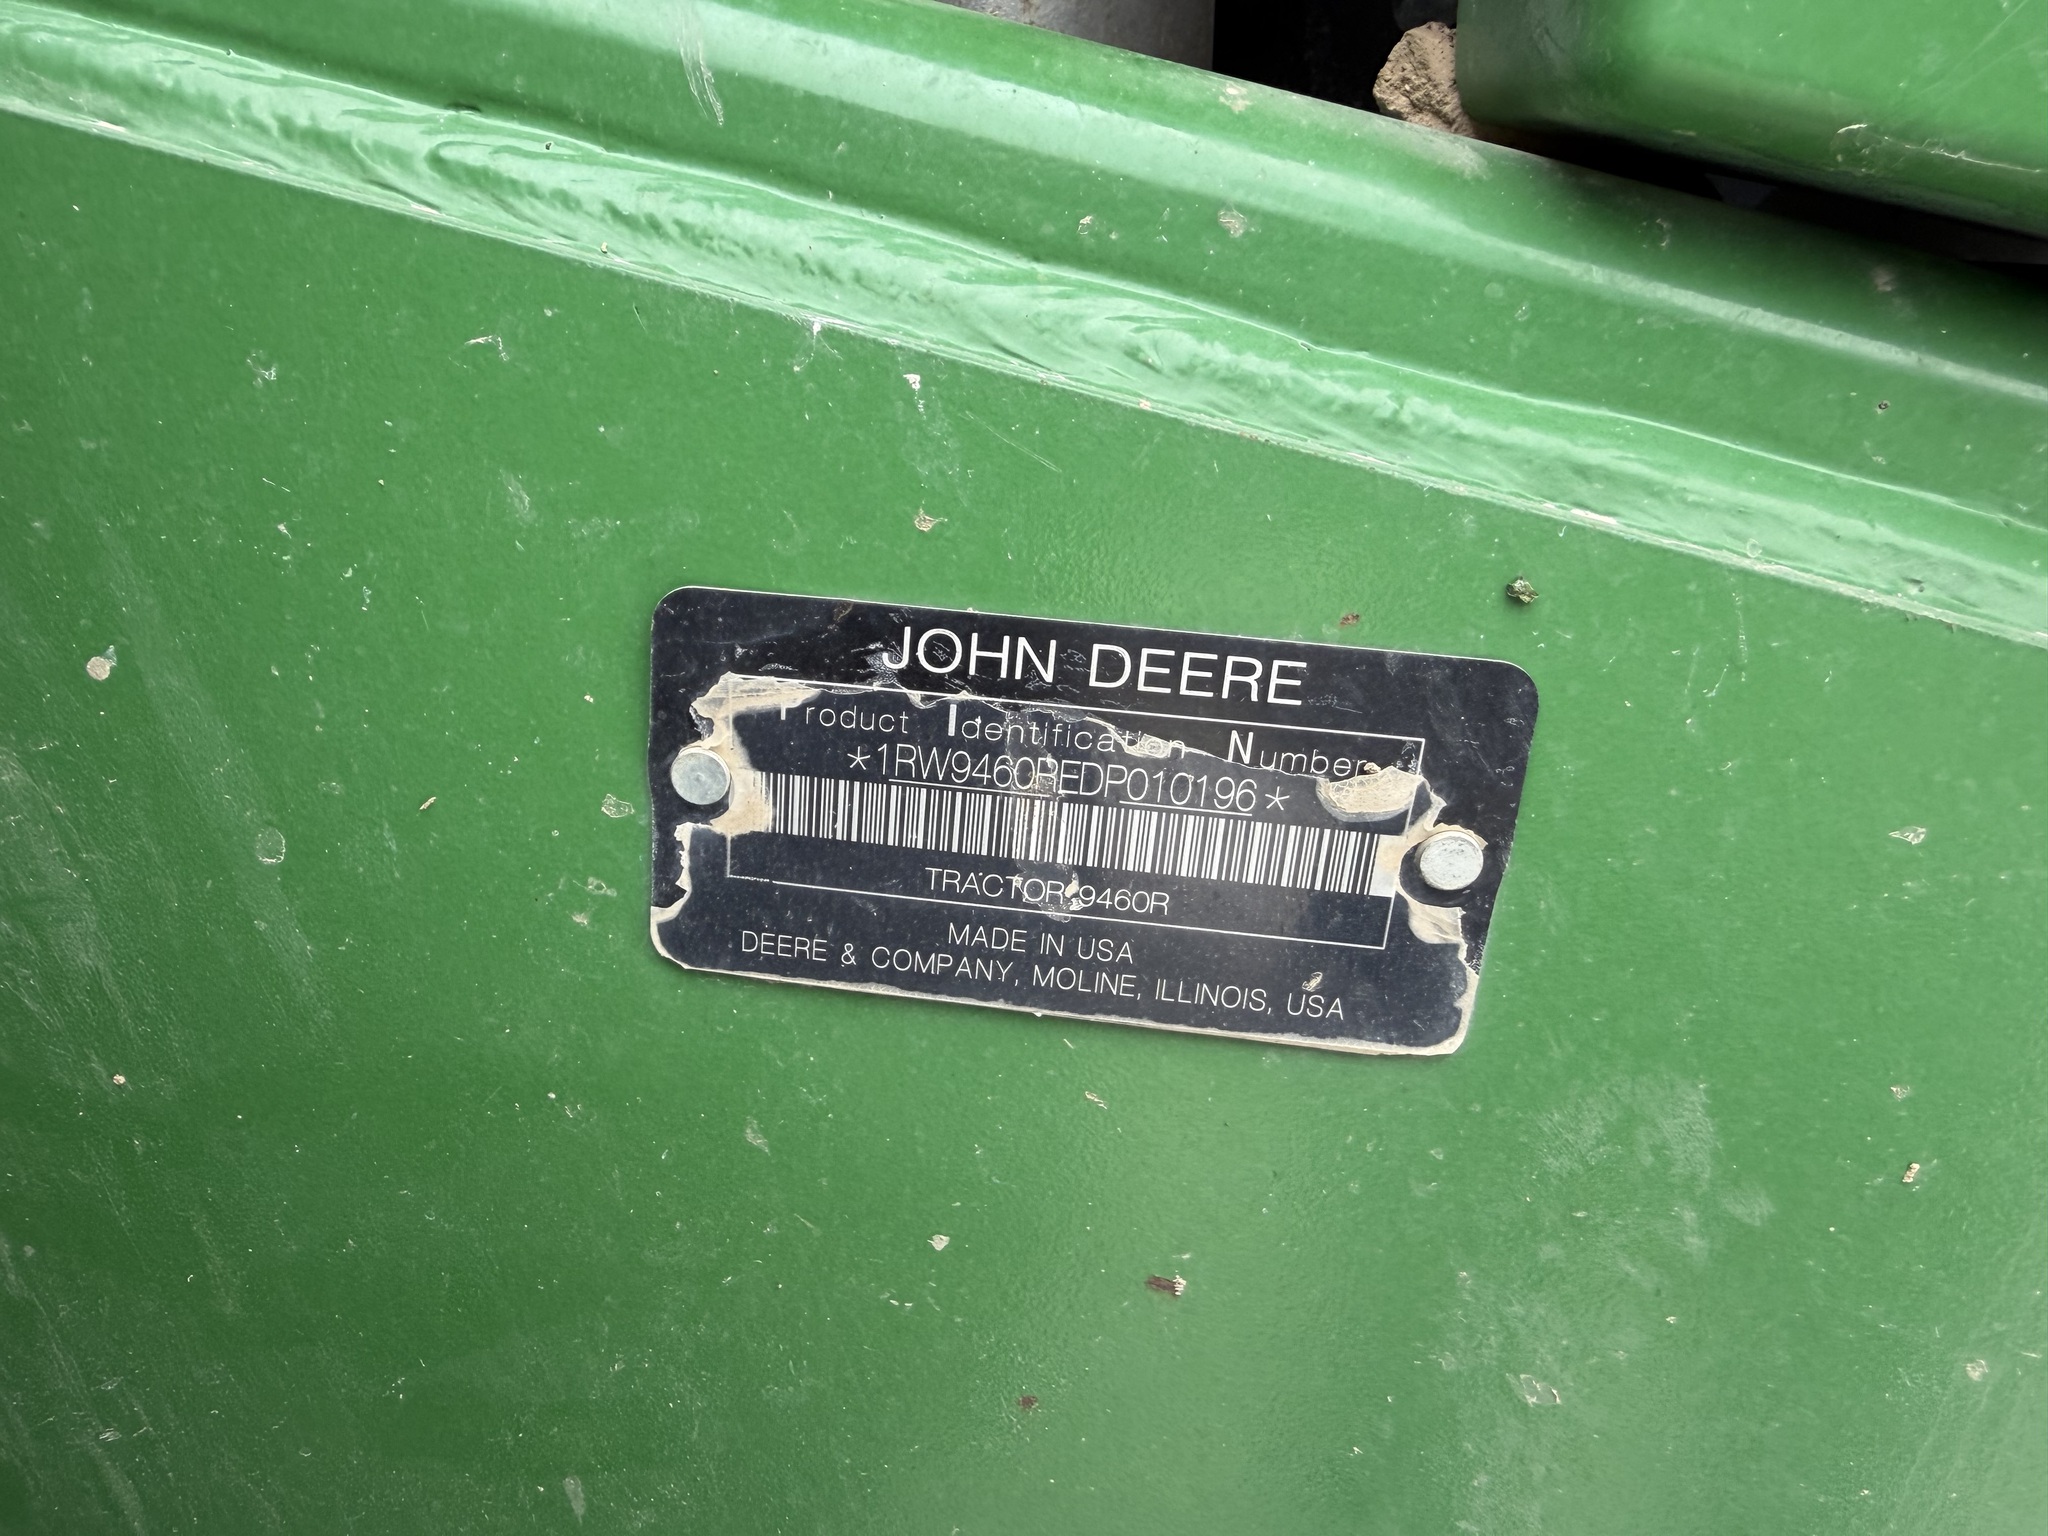 JOHN DEERE
Product Identification Number
*1RW9460REDP010196*
TRACTOR 9460R
MADE IN USA
DEERE & COMPANY, MOLINE, ILLINOIS, USA